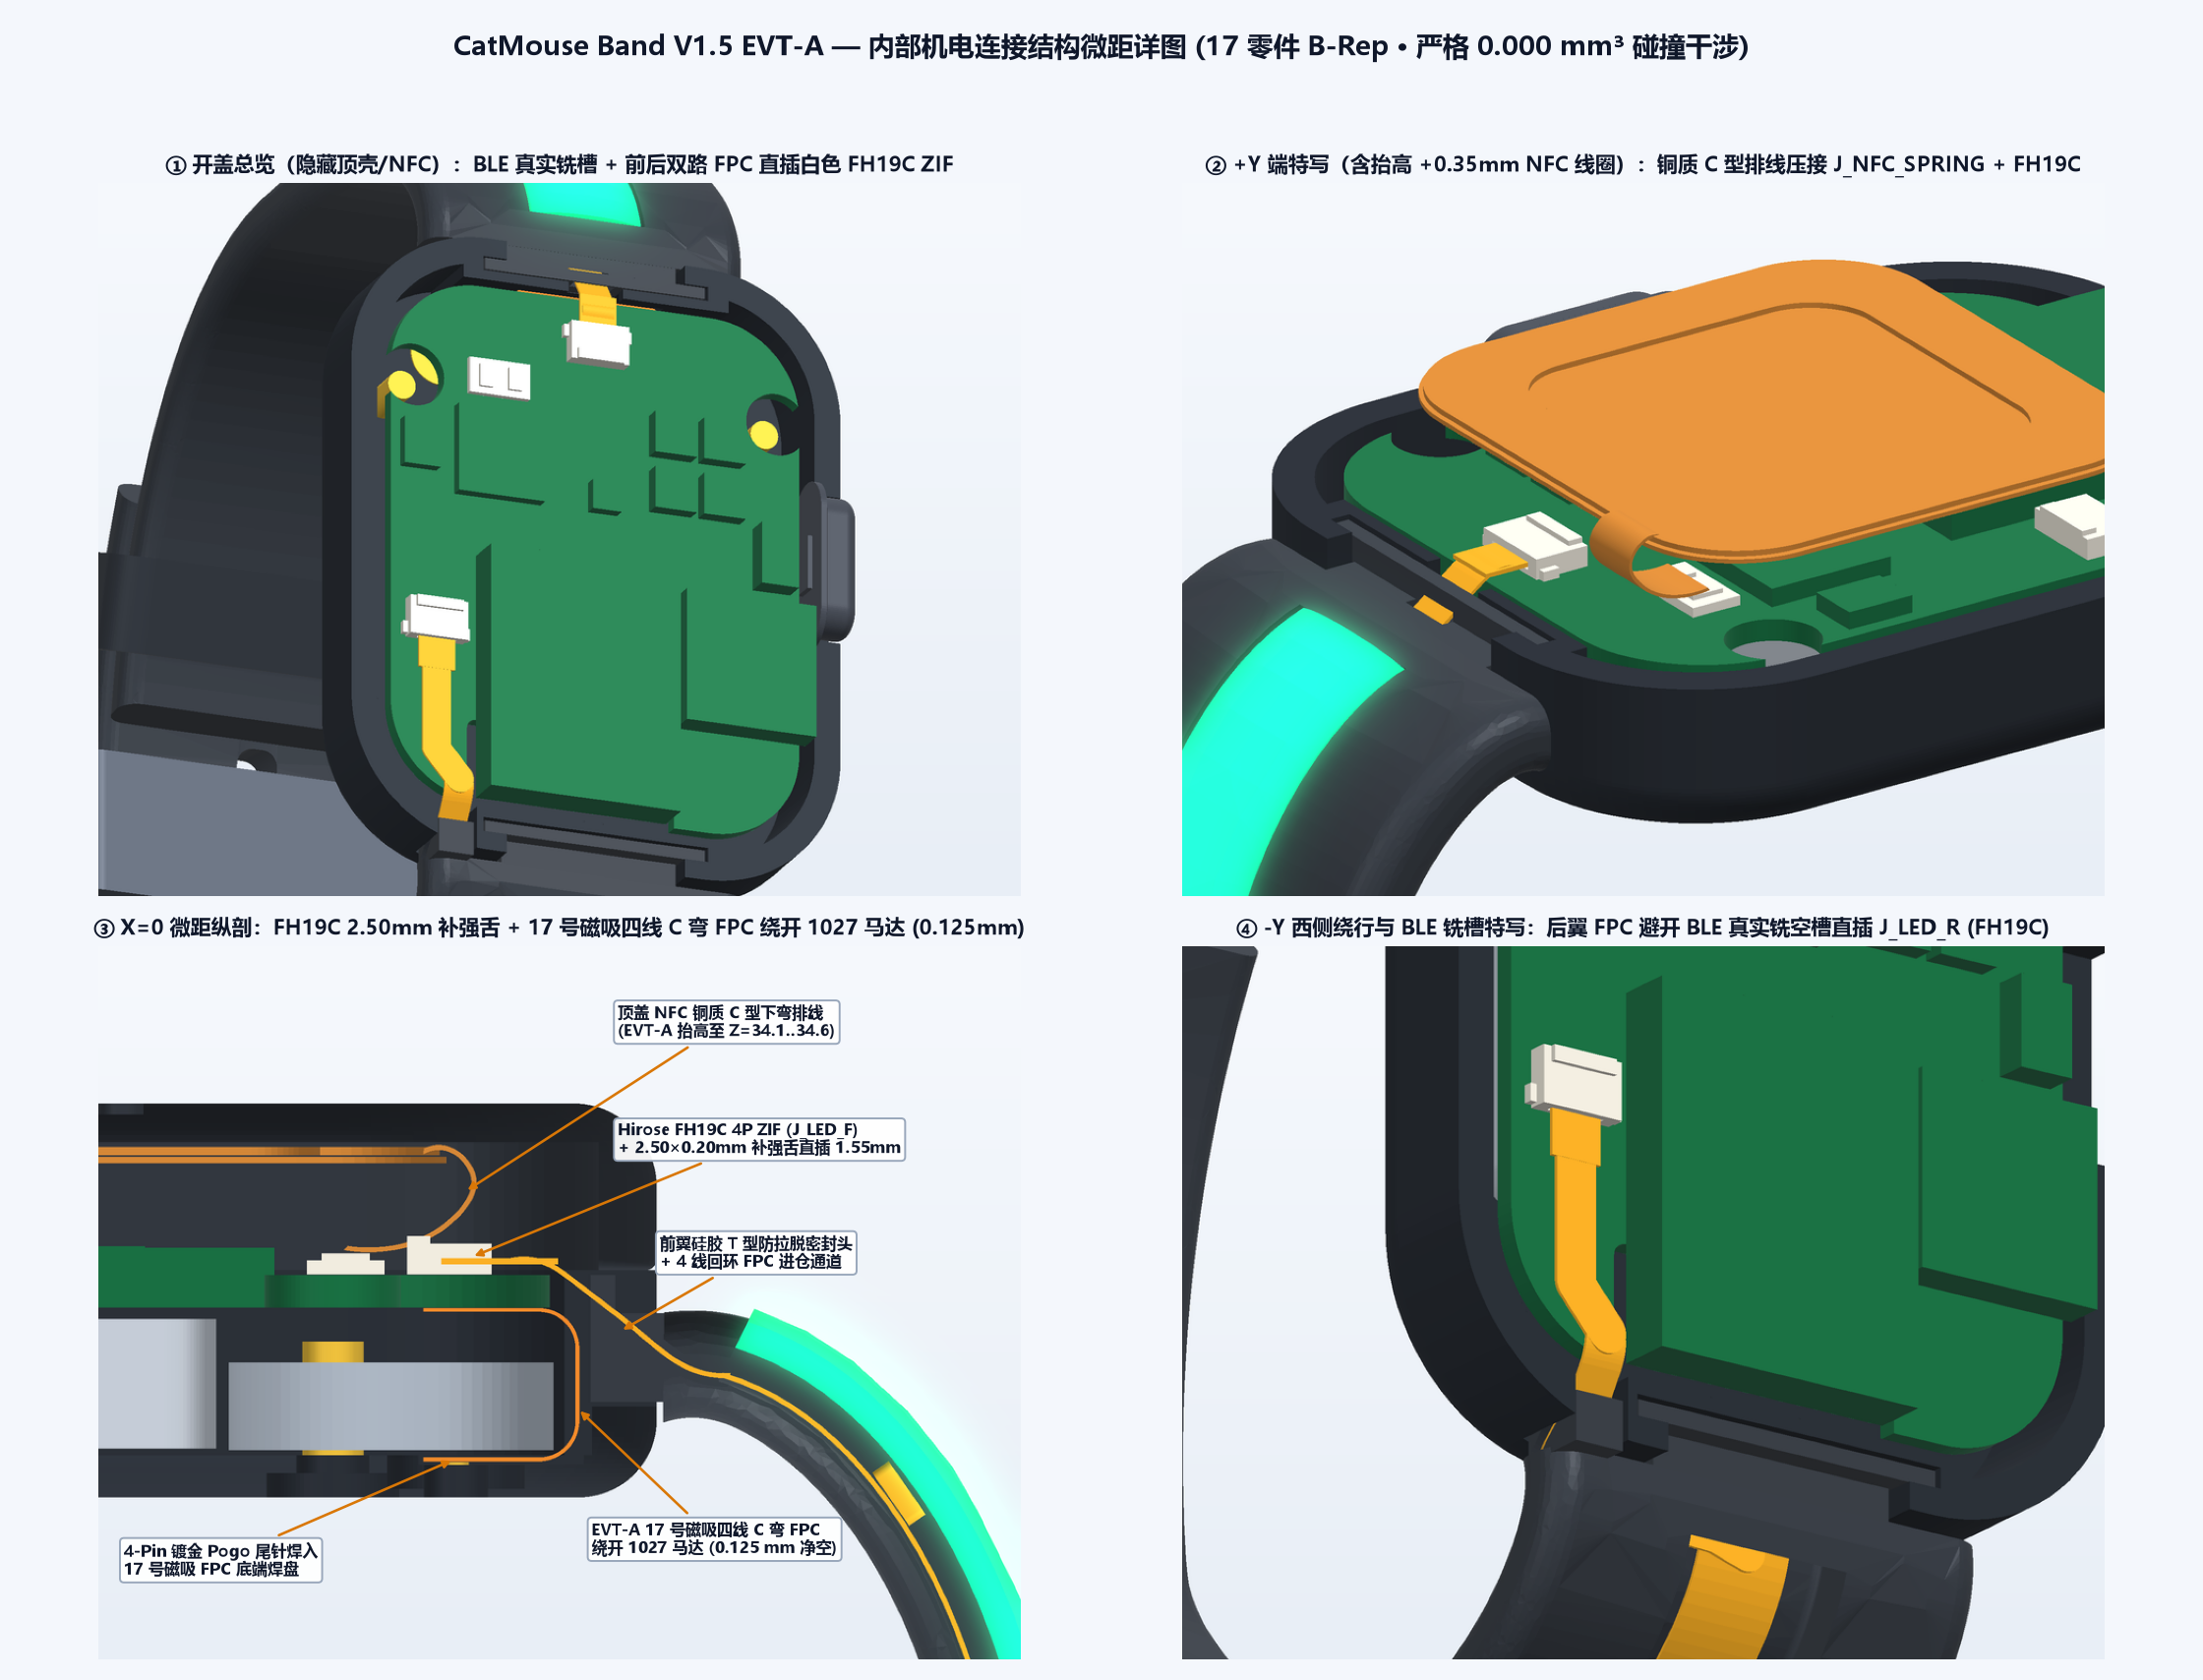 CatMouse Band V1.5 EVT-A — 内部机电连接结构微距详图 (17 零件 B-Rep • 严格 0.000 mm³ 碰撞干涉)
① 开盖总览（隐藏顶壳/NFC）: BLE 真实铣槽 + 前后双路 FPC 直插白色 FH19C ZIF
② +Y 端特写（含抬高 +0.35mm NFC 线圈）: 铜质 C 型排线压接 J_NFC_SPRING + FH19C
③ X=0 微距纵剖: FH19C 2.50mm 补强舌 + 17 号磁吸四线 C 弯 FPC 绕开 1027 马达 (0.125mm)
顶盖 NFC 铜质 C 型下弯排线
(EVT-A 抬高至 Z=34.1..34.6)
Hirose FH19C 4P ZIF (J_LED_F)
+ 2.50×0.20mm 补强舌直插 1.55mm
前翼硅胶 T 型防拉脱密封头
+ 4 线回环 FPC 进仓通道
EVT-A 17 号磁吸四线 C 弯 FPC
绕开 1027 马达 (0.125 mm 净空)
4-Pin 镀金 Pogo 尾针焊入
17 号磁吸 FPC 底端焊盘
④ -Y 西侧绕行与 BLE 铣槽特写: 后翼 FPC 避开 BLE 真实铣空槽直插 J_LED_R (FH19C)